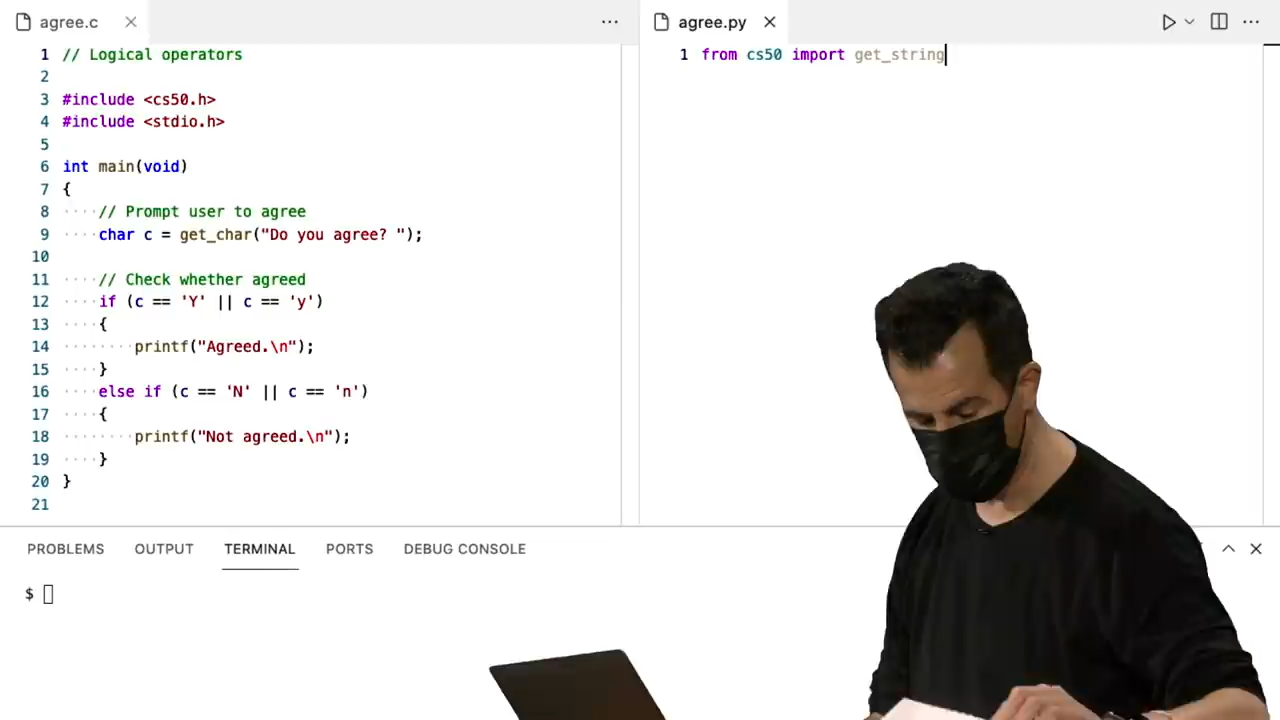 agree.c
agree.py
1 // Logical operators
2
3 #include <cs50.h>
4 #include <stdio.h>
5
6 int main(void)
7 {
8 ····// Prompt user to agree
9 ····char c = get_char("Do you agree? ");
10
11 ····// Check whether agreed
12 ····if (c == 'Y' || c == 'y')
13 ····{
14 ········printf("Agreed.\n");
15 ····}
16 ····else if (c == 'N' || c == 'n')
17 ····{
18 ········printf("Not agreed.\n");
19 ····}
20 }
21
1 from cs50 import get_string
PROBLEMS OUTPUT TERMINAL PORTS DEBUG CONSOLE
$